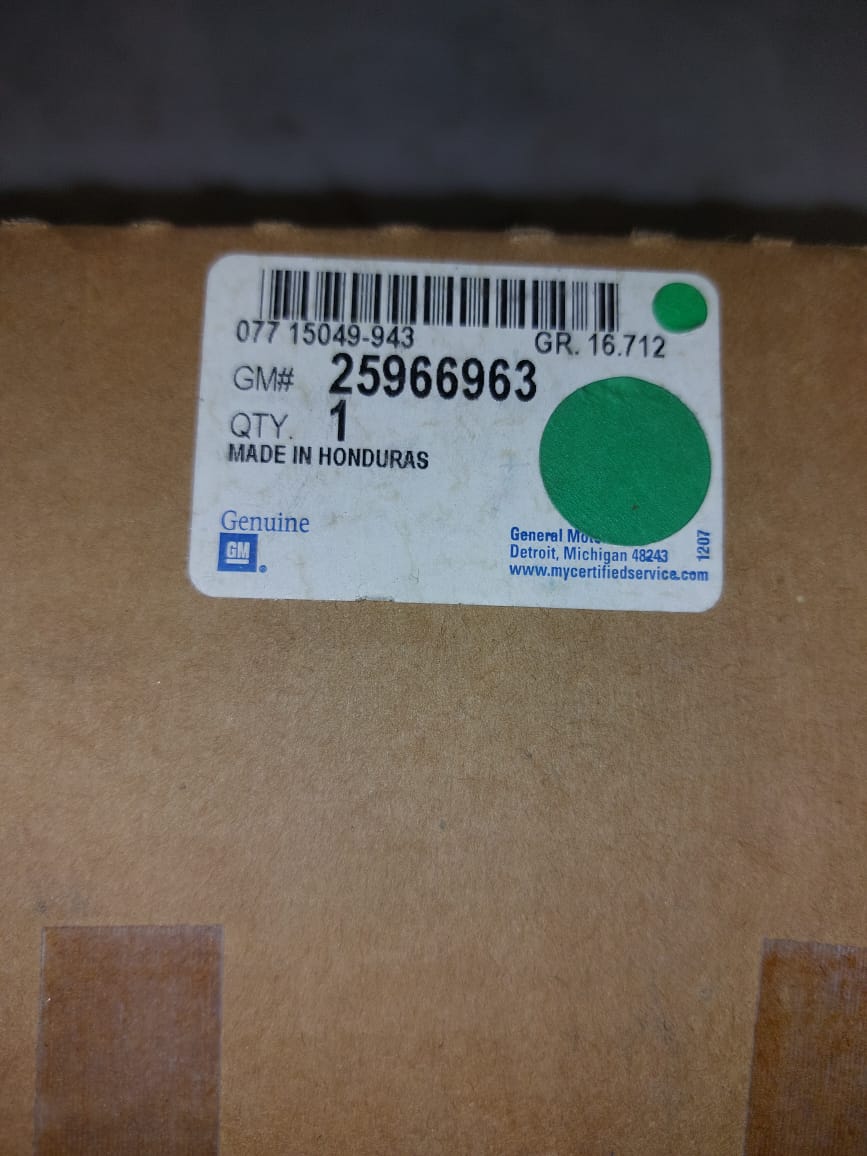 077 15049-943 GR. 16.712
GM# 25966963
QTY. 1
MADE IN HONDURAS
Genuine
GM
General
Detroit, Michigan 48243
www.mycertifiedservice.com
1207